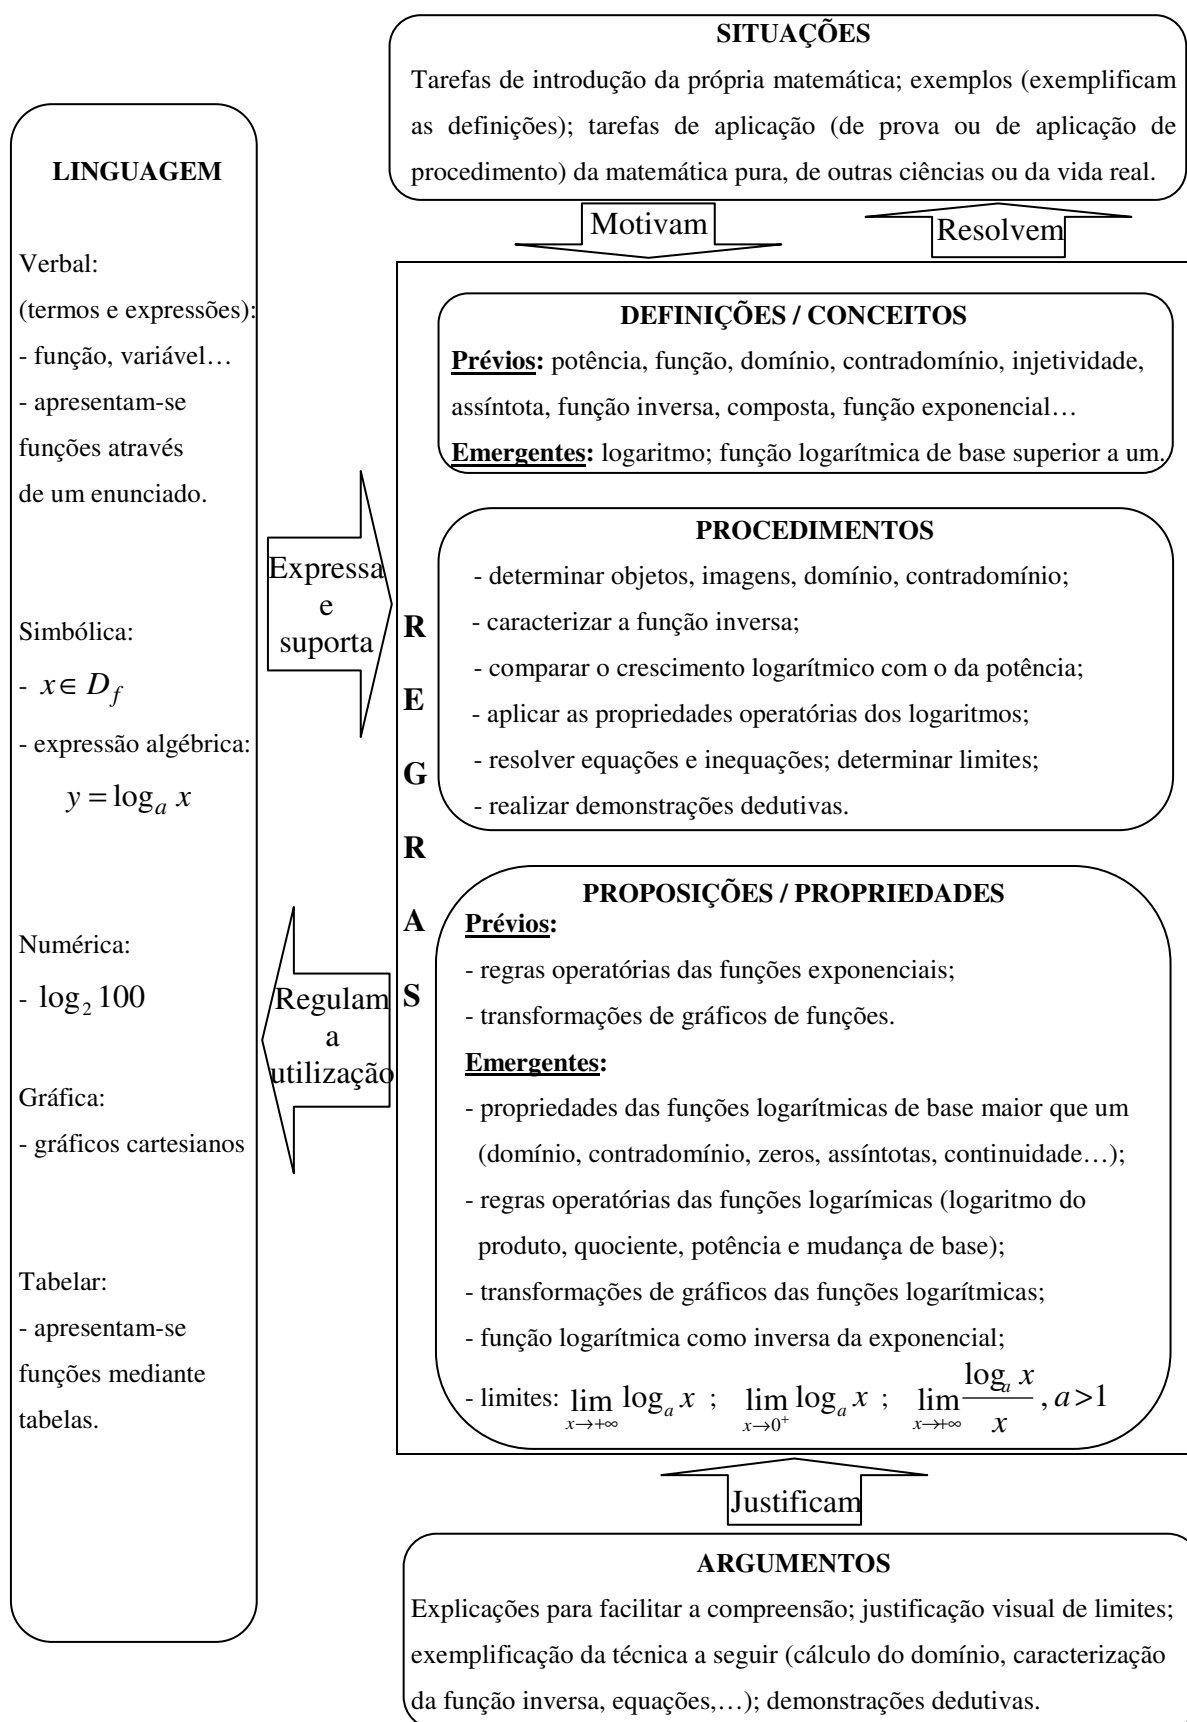 SITUAÇÕES
Tarefas de introdução da própria matemática; exemplos (exemplificam
as definições); tarefas de aplicação (de prova ou de aplicação de
procedimento) da matemática pura, de outras ciências ou da vida real.
LINGUAGEM
Verbal:
(termos e expressões):
- função, variável…
- apresentam-se
funções através
de um enunciado.
Simbólica:
- x ∈ D_f
- expressão algébrica:
y = log_a x
Numérica:
- log_2 100
Gráfica:
- gráficos cartesianos
Tabelar:
- apresentam-se
funções mediante
tabelas.
Motivam
Resolvem
Expressa
e
suporta
Regulam
a
utilização
R
E
G
R
A
S
DEFINIÇÕES / CONCEITOS
Prévios: potência, função, domínio, contradomínio, injetividade,
assíntota, função inversa, composta, função exponencial…
Emergentes: logaritmo; função logarítmica de base superior a um.
PROCEDIMENTOS
- determinar objetos, imagens, domínio, contradomínio;
- caracterizar a função inversa;
- comparar o crescimento logarítmico com o da potência;
- aplicar as propriedades operatórias dos logaritmos;
- resolver equações e inequações; determinar limites;
- realizar demonstrações dedutivas.
PROPOSIÇÕES / PROPRIEDADES
Prévios:
- regras operatórias das funções exponenciais;
- transformações de gráficos de funções.
Emergentes:
- propriedades das funções logarítmicas de base maior que um
(domínio, contradomínio, zeros, assíntotas, continuidade…);
- regras operatórias das funções logarímicas (logaritmo do
produto, quociente, potência e mudança de base);
- transformações de gráficos das funções logarítmicas;
- função logarítmica como inversa da exponencial;
- limites: lim_{x→+∞} log_a x ; lim_{x→0⁺} log_a x ; lim_{x→+∞} (log_a x)/x , a>1
Justificam
ARGUMENTOS
Explicações para facilitar a compreensão; justificação visual de limites;
exemplificação da técnica a seguir (cálculo do domínio, caracterização
da função inversa, equações,…); demonstrações dedutivas.